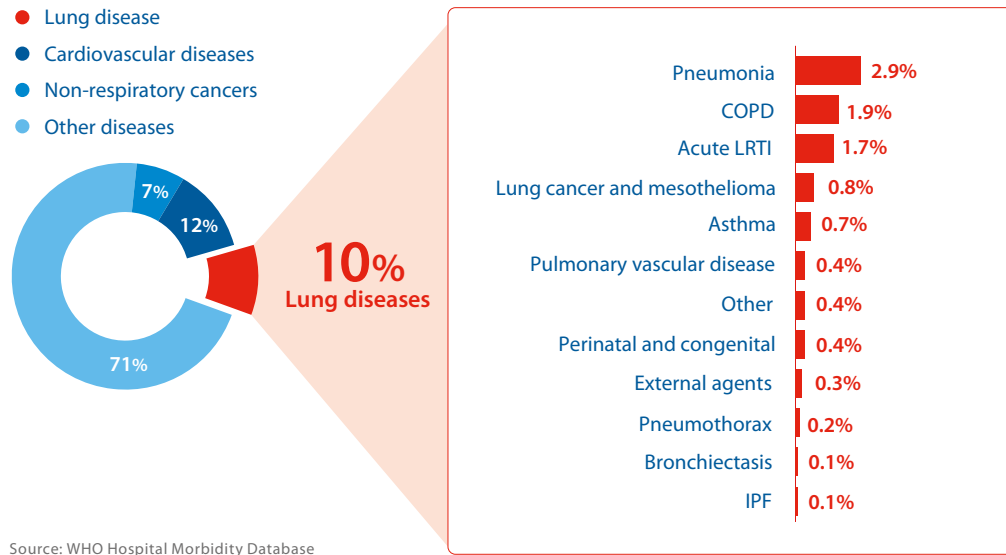 Lung disease
Cardiovascular diseases
Non-respiratory cancers
Other diseases
7%
12%
71%
10%
Lung diseases
Pneumonia 2.9%
COPD 1.9%
Acute LRTI 1.7%
Lung cancer and mesothelioma 0.8%
Asthma 0.7%
Pulmonary vascular disease 0.4%
Other 0.4%
Perinatal and congenital 0.4%
External agents 0.3%
Pneumothorax 0.2%
Bronchiectasis 0.1%
IPF 0.1%
Source: WHO Hospital Morbidity Database